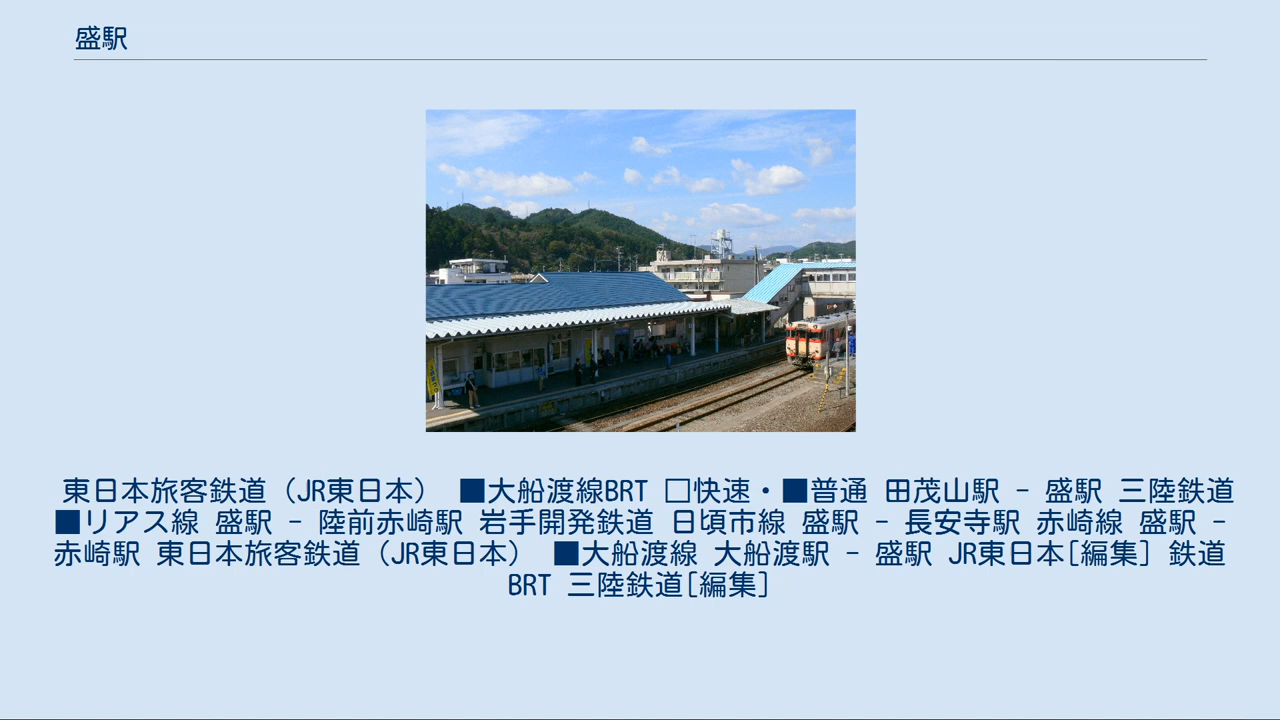 盛駅
東日本旅客鉄道（JR東日本） ■大船渡線BRT □快速・■普通 田茂山駅 - 盛駅 三陸鉄道
■リアス線 盛駅 - 陸前赤崎駅 岩手開発鉄道 日頃市線 盛駅 - 長安寺駅 赤崎線 盛駅 -
赤崎駅 東日本旅客鉄道（JR東日本） ■大船渡線 大船渡駅 - 盛駅 JR東日本[編集] 鉄道
BRT 三陸鉄道[編集]